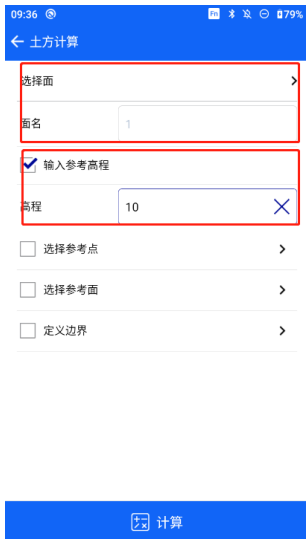 09:36 Fn 79%
土方计算
选择面
面名 1
输入参考高程
高程 10
选择参考点
选择参考面
定义边界
计算